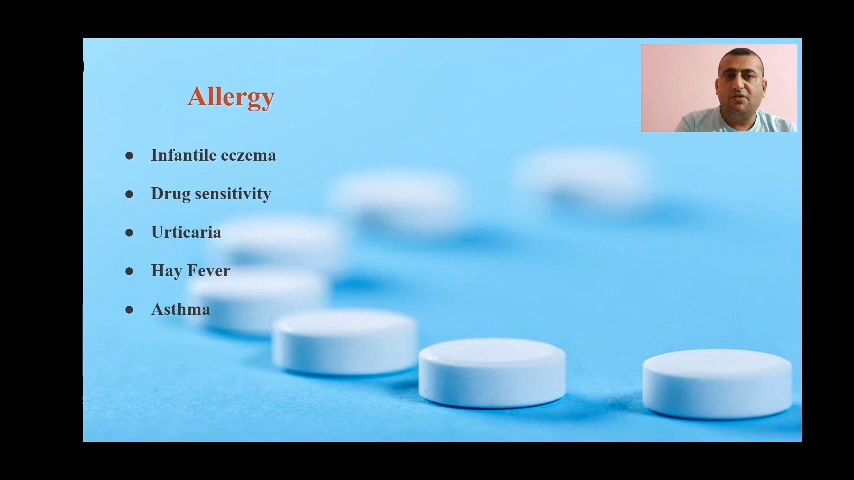 Allergy
● Infantile eczema
● Drug sensitivity
● Urticaria
● Hay Fever
● Asthma